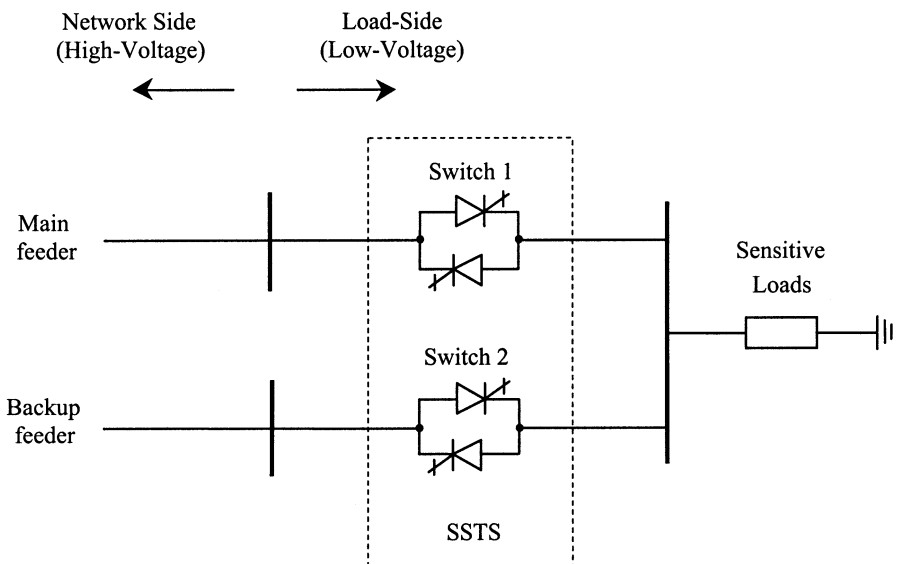 Network Side
(High-Voltage)
Load-Side
(Low-Voltage)
Switch 1
Main
feeder
Sensitive
Loads
Switch 2
Backup
feeder
SSTS